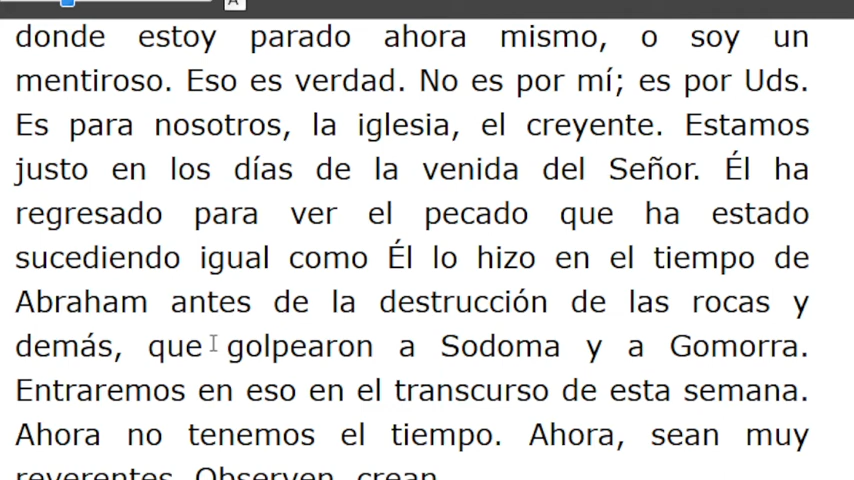 A
donde estoy parado ahora mismo, o soy un
mentiroso. Eso es verdad. No es por mí; es por Uds.
Es para nosotros, la iglesia, el creyente. Estamos
justo en los días de la venida del Señor. Él ha
regresado para ver el pecado que ha estado
sucediendo igual como Él lo hizo en el tiempo de
Abraham antes de la destrucción de las rocas y
demás, que golpearon a Sodoma y a Gomorra.
Entraremos en eso en el transcurso de esta semana.
Ahora no tenemos el tiempo. Ahora, sean muy
reverentes. Observen, crean.